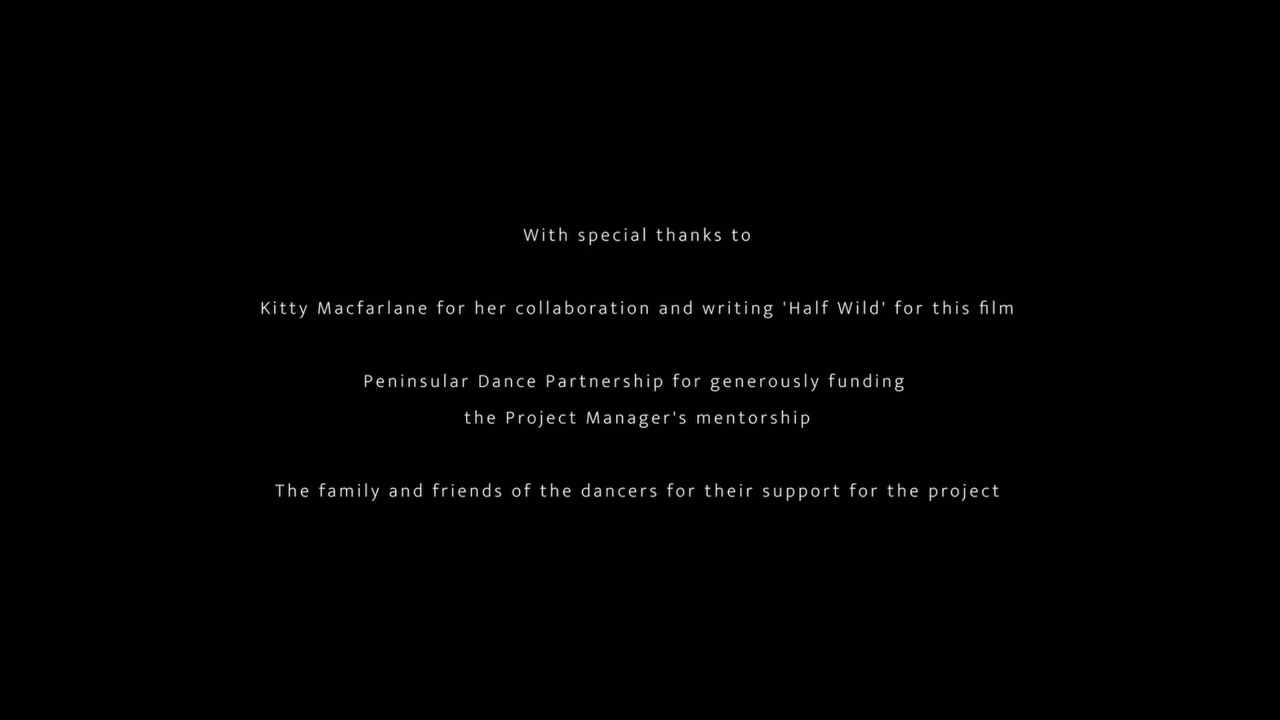 With special thanks to
Kitty Macfarlane for her collaboration and writing 'Half Wild' for this film
Peninsular Dance Partnership for generously funding
the Project Manager's mentorship
The family and friends of the dancers for their support for the project